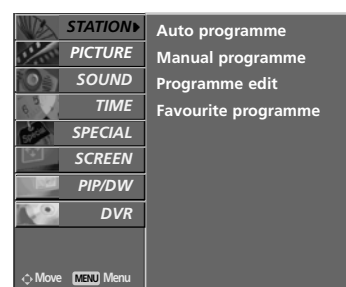 STATION
PICTURE
SOUND
TIME
SPECIAL
SCREEN
PIP/DW
DVR
Move MENU Menu
Auto programme
Manual programme
Programme edit
Favourite programme